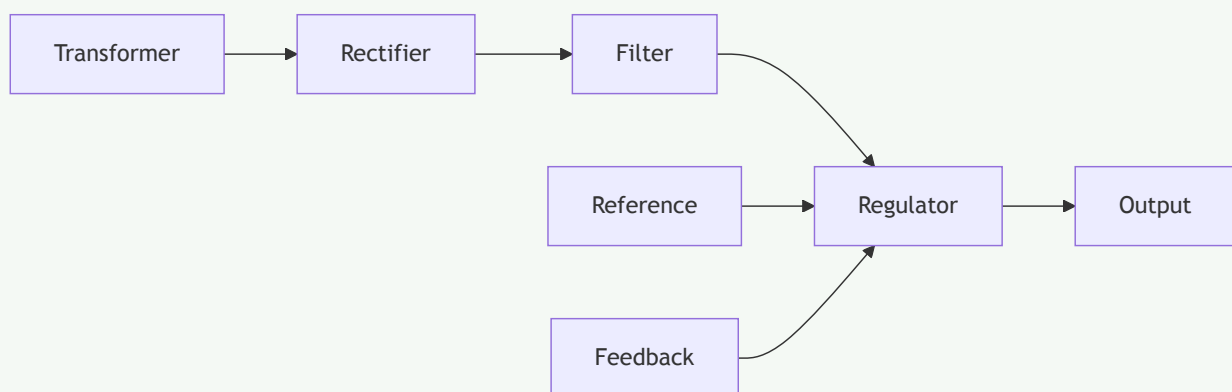 Transformer
Rectifier
Filter
Reference
Regulator
Output
Feedback